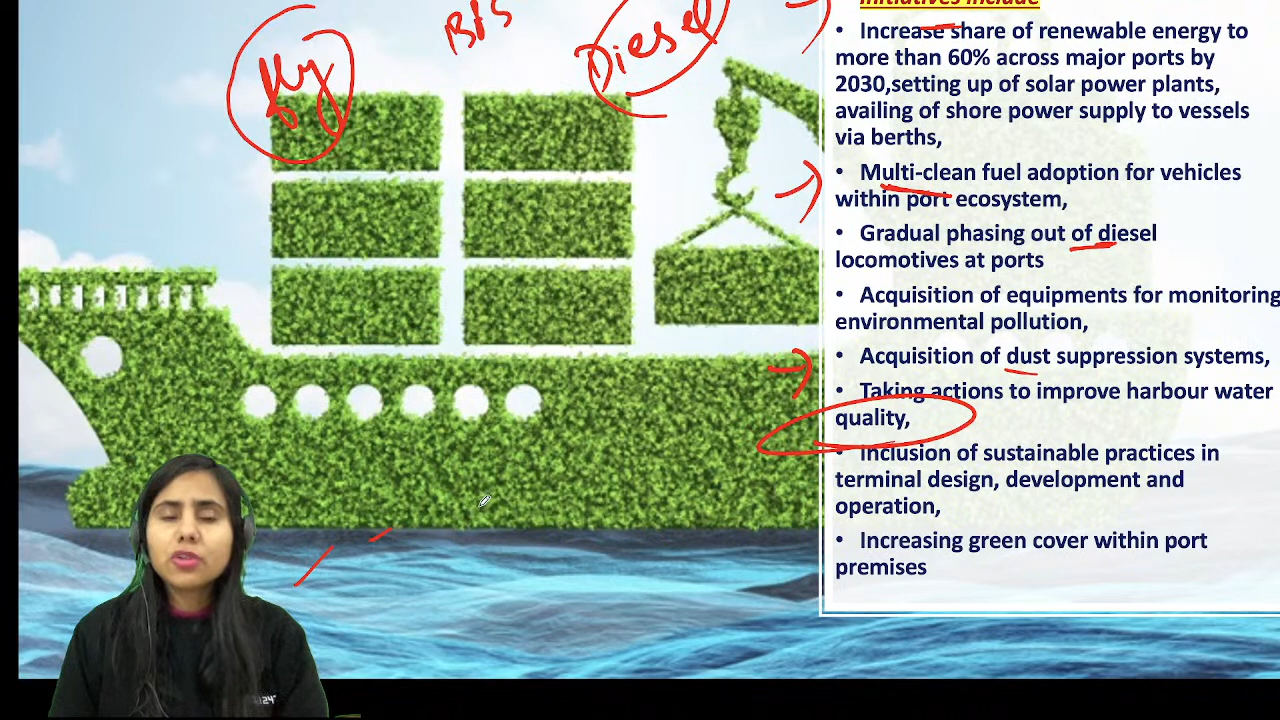 Initiatives include
• Increase share of renewable energy to
more than 60% across major ports by
2030,setting up of solar power plants,
availing of shore power supply to vessels
via berths,
• Multi-clean fuel adoption for vehicles
within port ecosystem,
• Gradual phasing out of diesel
locomotives at ports
• Acquisition of equipments for monitoring
environmental pollution,
• Acquisition of dust suppression systems,
• Taking actions to improve harbour water
quality,
• Inclusion of sustainable practices in
terminal design, development and
operation,
• Increasing green cover within port
premises
Diesel